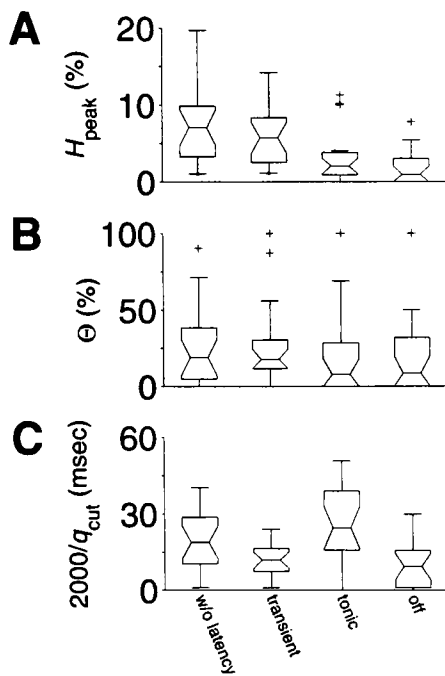 A
H_peak (%)
20
10
0
B
Θ (%)
100
50
0
C
2000/q_cut (msec)
60
30
0
w/o latency
transient
tonic
off